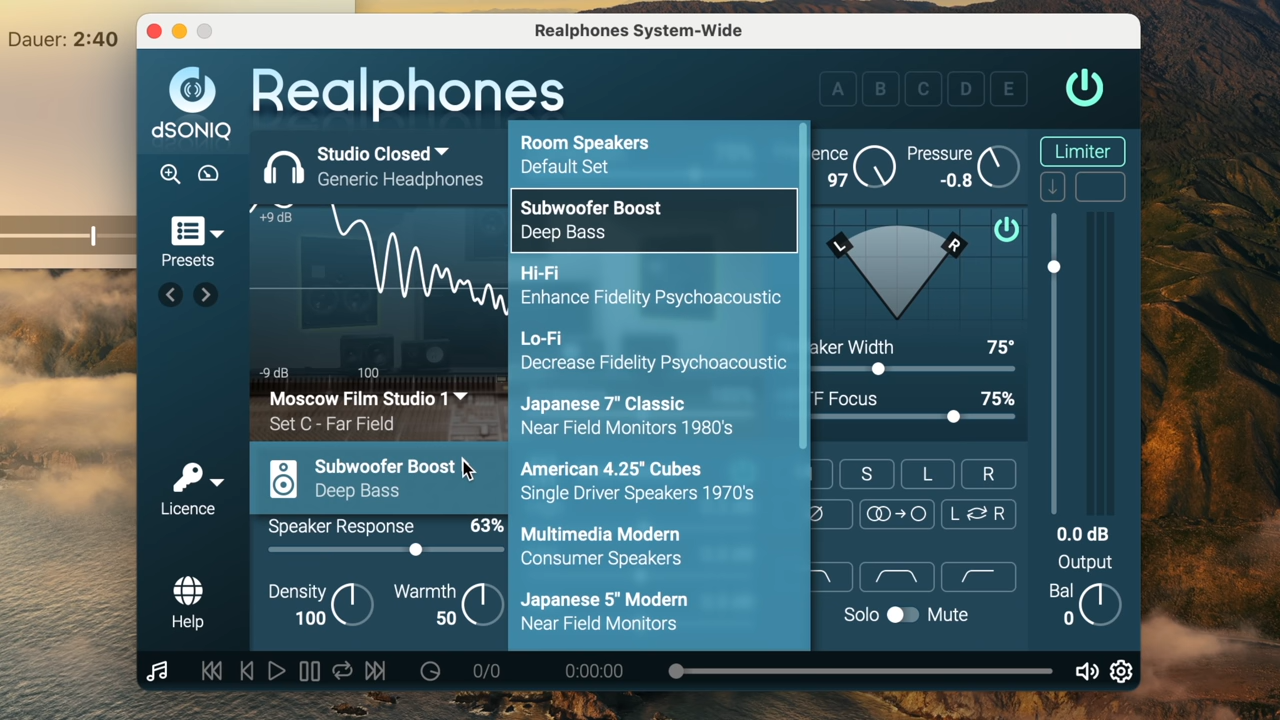 Dauer: 2:40
Realphones System-Wide
dSONIQ
Realphones
A B C D E
Studio Closed
Generic Headphones
Presets
Licence
Help
+9 dB
-9 dB
100
Moscow Film Studio 1
Set C - Far Field
Subwoofer Boost
Deep Bass
Speaker Response 63%
Density
100
Warmth
50
Room Speakers
Default Set
Subwoofer Boost
Deep Bass
Hi-Fi
Enhance Fidelity Psychoacoustic
Lo-Fi
Decrease Fidelity Psychoacoustic
Japanese 7" Classic
Near Field Monitors 1980's
American 4.25" Cubes
Single Driver Speakers 1970's
Multimedia Modern
Consumer Speakers
Japanese 5" Modern
Near Field Monitors
97
Pressure
-0.8
L R
Width 75°
Focus 75%
S L R
L R
Solo Mute
Limiter
0.0 dB
Output
Bal
0
0/0
0:00:00